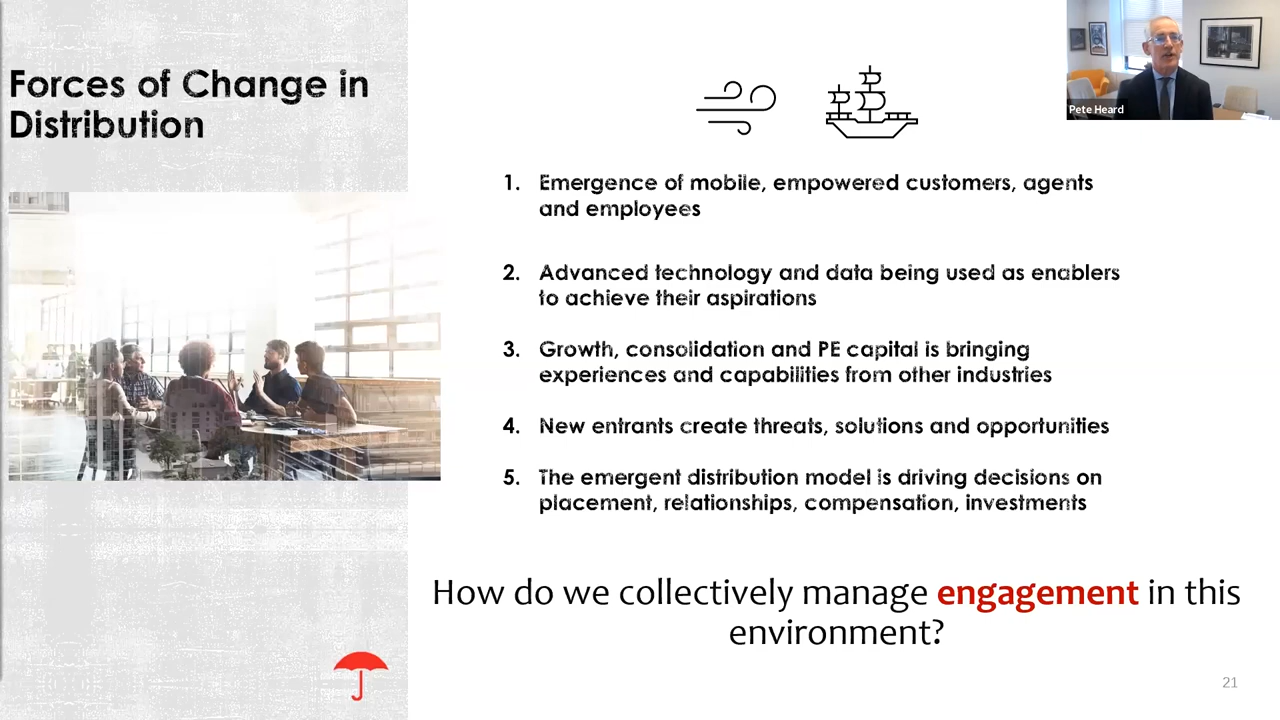 Forces of Change in
Distribution
Pete Heard
1. Emergence of mobile, empowered customers, agents
and employees
2. Advanced technology and data being used as enablers
to achieve their aspirations
3. Growth, consolidation and PE capital is bringing
experiences and capabilities from other industries
4. New entrants create threats, solutions and opportunities
5. The emergent distribution model is driving decisions on
placement, relationships, compensation, investments
How do we collectively manage engagement in this
environment?
21